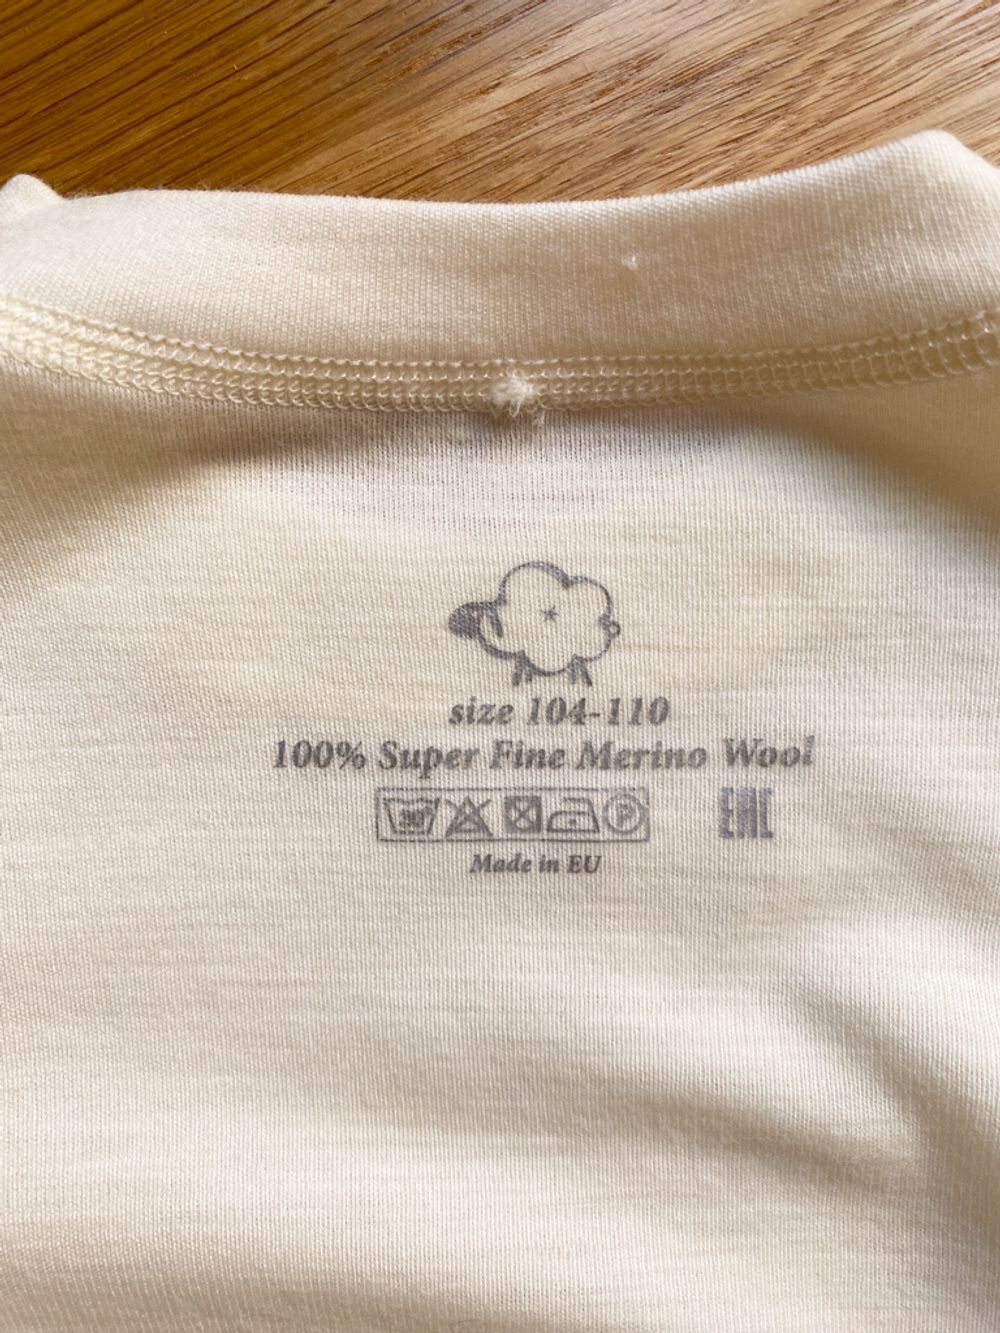 size 104-110
100% Super Fine Merino Wool
30° P EAC
Made in EU